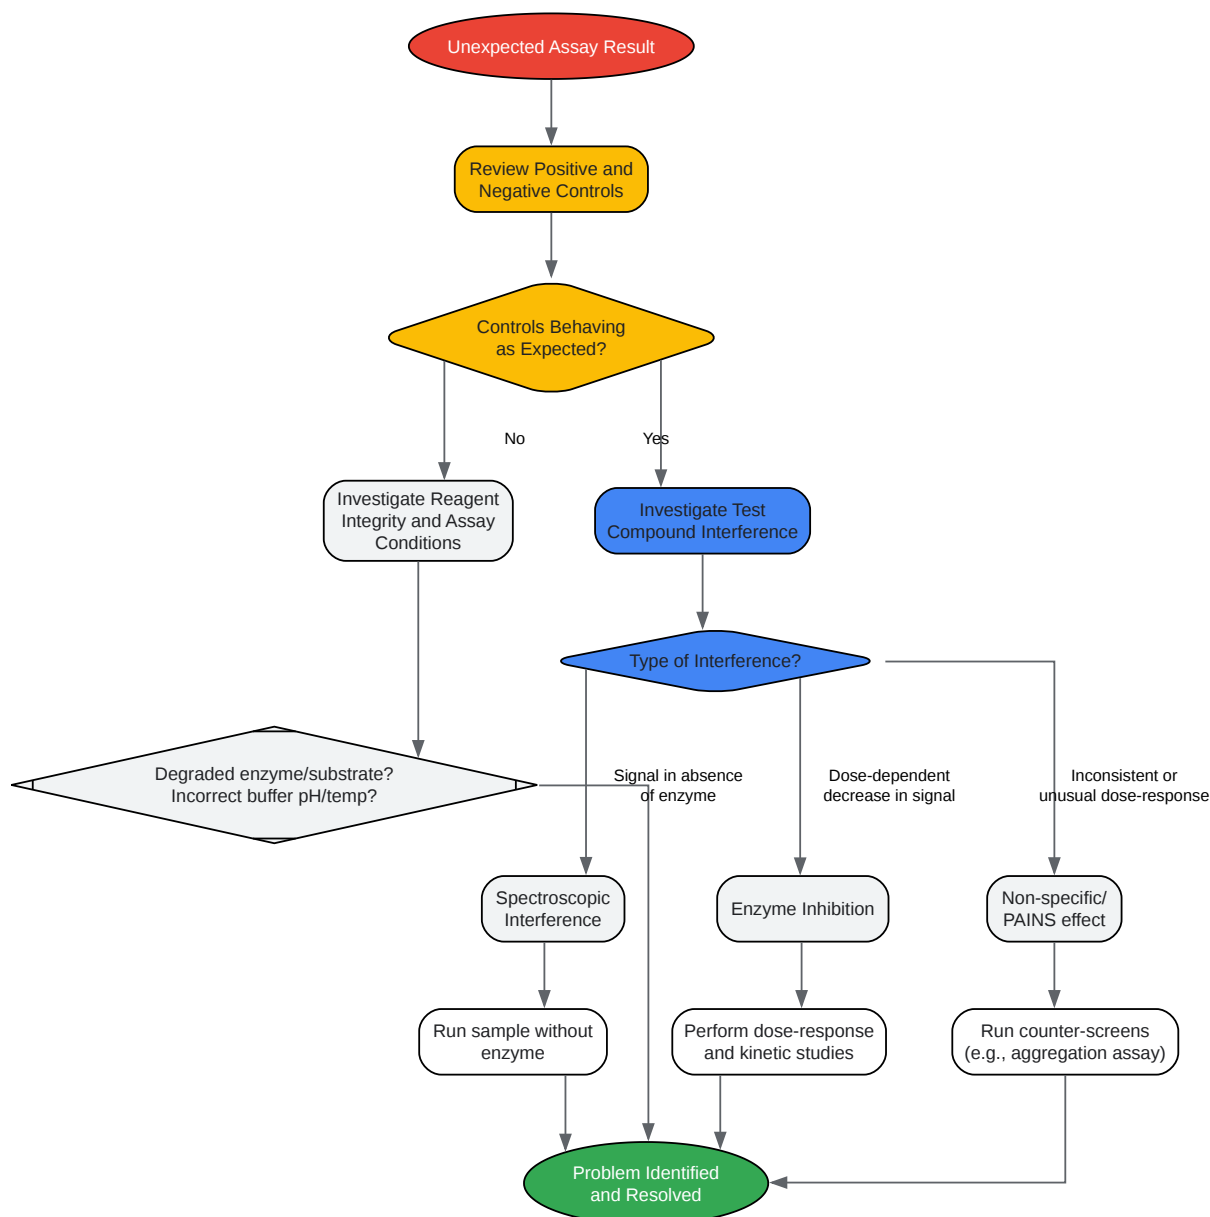 Unexpected Assay Result
Review Positive and
Negative Controls
Controls Behaving
as Expected?
No
Yes
Investigate Reagent
Integrity and Assay
Conditions
Investigate Test
Compound Interference
Type of Interference?
Degraded enzyme/substrate?
Incorrect buffer pH/temp?
Signal in absence
of enzyme
Dose-dependent
decrease in signal
Inconsistent or
unusual dose-response
Spectroscopic
Interference
Enzyme Inhibition
Non-specific/
PAINS effect
Run sample without
enzyme
Perform dose-response
and kinetic studies
Run counter-screens
(e.g., aggregation assay)
Problem Identified
and Resolved